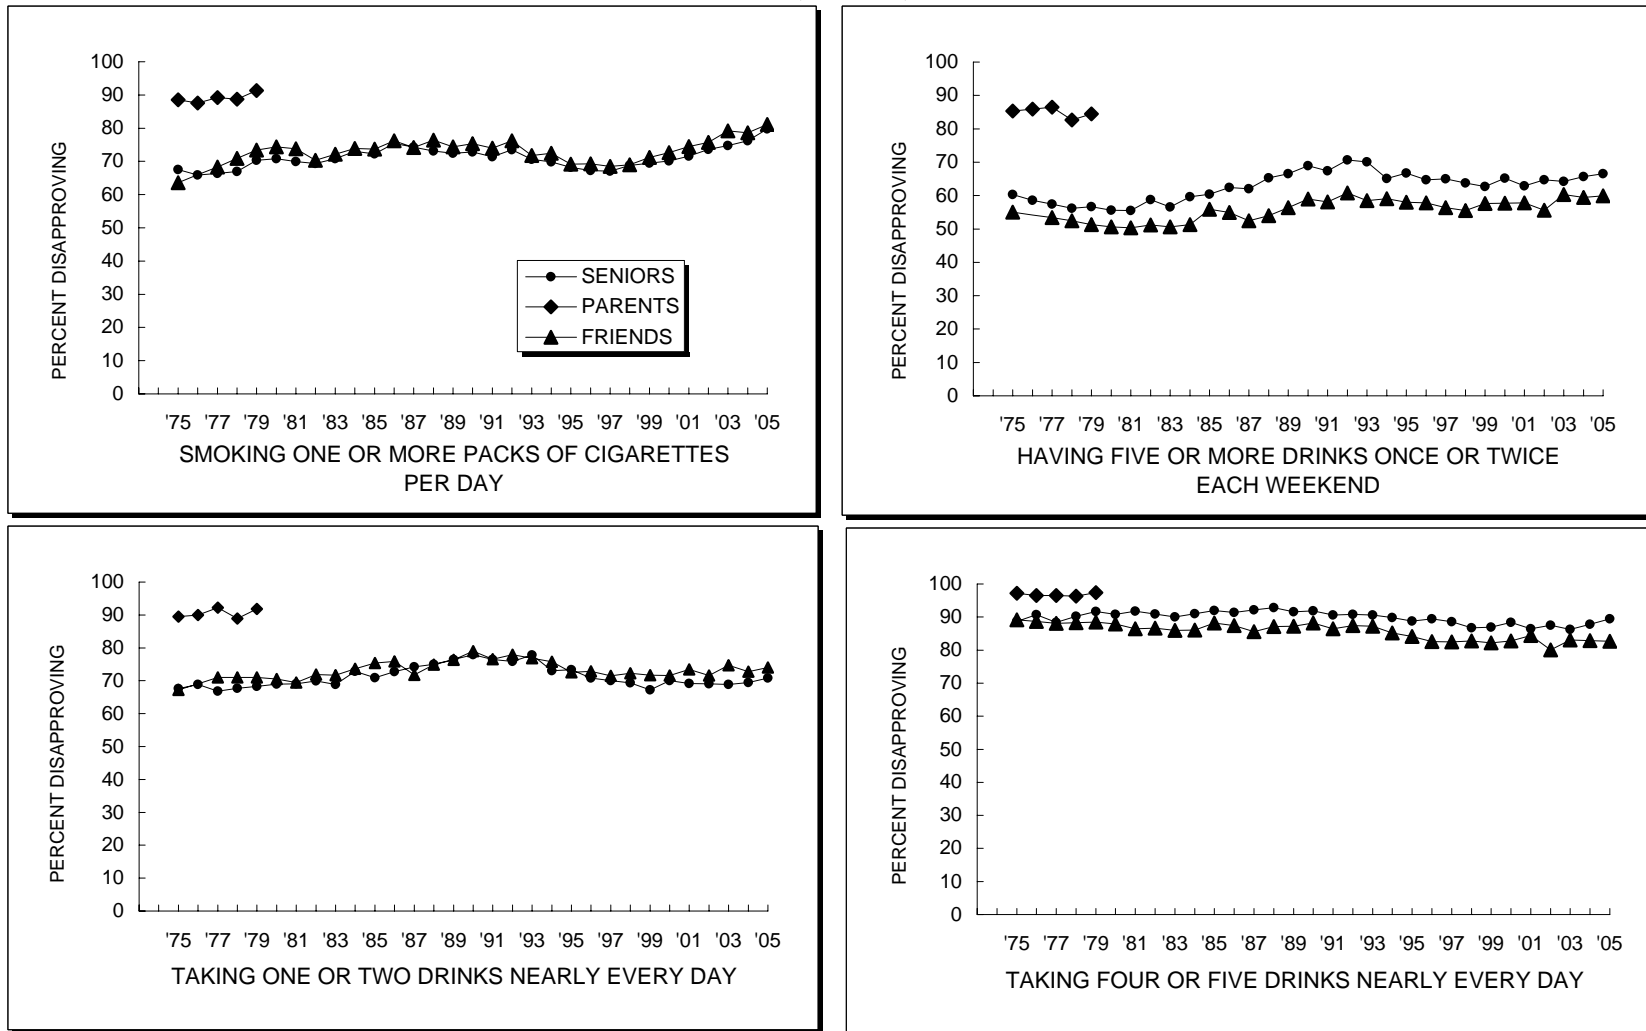 100
90
80
70
60
50
40
30
20
10
0
PERCENT DISAPPROVING
SENIORS
PARENTS
FRIENDS
'75 '77 '79 '81 '83 '85 '87 '89 '91 '93 '95 '97 '99 '01 '03 '05
SMOKING ONE OR MORE PACKS OF CIGARETTES
PER DAY
100
90
80
70
60
50
40
30
20
10
0
PERCENT DISAPPROVING
'75 '77 '79 '81 '83 '85 '87 '89 '91 '93 '95 '97 '99 '01 '03 '05
HAVING FIVE OR MORE DRINKS ONCE OR TWICE
EACH WEEKEND
100
90
80
70
60
50
40
30
20
10
0
PERCENT DISAPPROVING
'75 '77 '79 '81 '83 '85 '87 '89 '91 '93 '95 '97 '99 '01 '03 '05
TAKING ONE OR TWO DRINKS NEARLY EVERY DAY
100
90
80
70
60
50
40
30
20
10
0
PERCENT DISAPPROVING
'75 '77 '79 '81 '83 '85 '87 '89 '91 '93 '95 '97 '99 '01 '03 '05
TAKING FOUR OR FIVE DRINKS NEARLY EVERY DAY